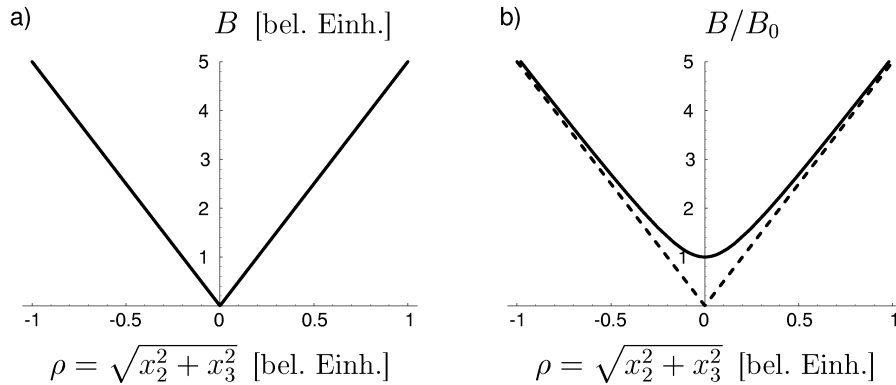 a)
B [bel. Einh.]
5
4
3
2
1
-1 -0.5 0 0.5 1
ρ = √(x₂² + x₃²) [bel. Einh.]
b)
B/B₀
5
4
3
2
1
-1 -0.5 0 0.5 1
ρ = √(x₂² + x₃²) [bel. Einh.]